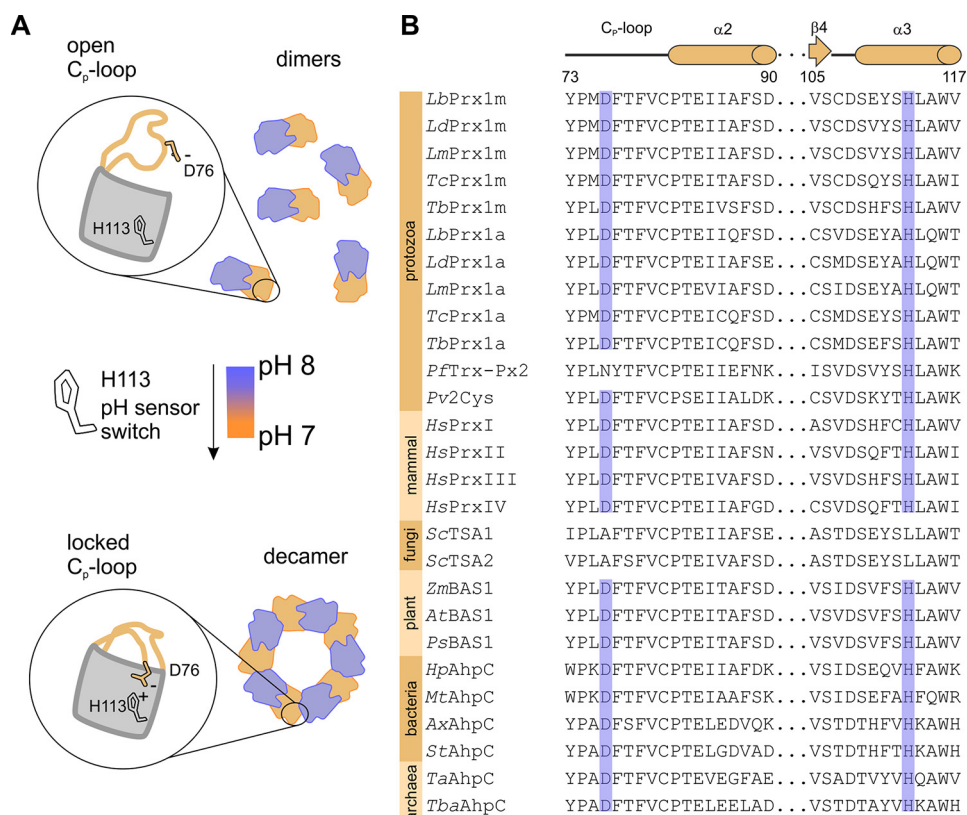 A
open
Cₚ-loop
dimers
-
D76
H113
H113
pH sensor
switch
pH 8
pH 7
locked
Cₚ-loop
decamer
D76
-
H113
+
B
Cₚ-loop α2 β4 α3
73 90 105 117
protozoa
LbPrx1m YPMDFTFVCPTEIIAFSD...VSCDSEYSHLAWV
LdPrx1m YPMDFTFVCPTEIIAFSD...VSCDSVYSHLAWV
LmPrx1m YPMDFTFVCPTEIIAFSD...VSCDSVYSHLAWV
TcPrx1m YPMDFTFVCPTEITAFSD...VSCDSQYSHLAWI
TbPrx1m YPLDFTFVCPTEIVSFSD...VSCDSHFSHLAWV
LbPrx1a YPLDFTFVCPTEIIQFSD...CSVDSEYAHLQWT
LdPrx1a YPLDFTFVCPTEIIAFSE...CSMDSEYAHLQWT
LmPrx1a YPLDFTFVCPTEVIAFSE...CSIDSEYAHLQWT
TcPrx1a YPMDFTFVCPTEICQFSD...CSMDSEYSHLAWT
TbPrx1a YPLDFTFVCPTEICQFSD...CSMDSEFSHLAWT
PfTrx-Px2 YPLNYTFVCPTEIIEFNK...ISVDSVYSHLAWK
Pv2Cys YPLDFTFVCPSEIIALDK...CSVDSKYTHLAWK
mammal
HsPrxI YPLDFTFVCPTEIIAFSD...ASVDSHFCHLAWV
HsPrxII YPLDFTFVCPTEIIAFSN...VSVDSQFTHLAWI
HsPrxIII YPLDFTFVCPTEIVAFSD...VSVDSHFSHLAWI
HsPrxIV YPLDFTFVCPTEIIAFGD...CSVDSQFTHLAWI
fungi
ScTSA1 IPLAFTFVCPTEIIAFSE...ASTDSEYSLLAWT
ScTSA2 VPLAFSFVCPTEIVAFSD...ASTDSEYSLLAWT
plant
ZmBAS1 YPLDFTFVCPTEITAFSD...VSIDSVFSHLAWV
AtBAS1 YPLDFTFVCPTEITAFSD...VSVDSVFSHLAWV
PsBAS1 YPLDFTFVCPTEITAFSD...VSVDSVFSHLAWV
bacteria
HpAhpC WPKDFTFVCPTEIIAFDK...VSIDSEQVHFAWK
MtAhpC WPKDFTFVCPTEIAAFSK...VSIDSEFAHFQWR
AxAhpC YPADFSFVCPTELEDVQK...VSTDTHFVHKAWH
StAhpC YPADFTFVCPTELGDVAD...VSTDTHFTHKAWH
archaea
TaAhpC YPADFTFVCPTEVEGFAE...VSADTVYVHQAWV
TbaAhpC YPADFTFVCPTELEELAD...VSTDTAYVHKAWH